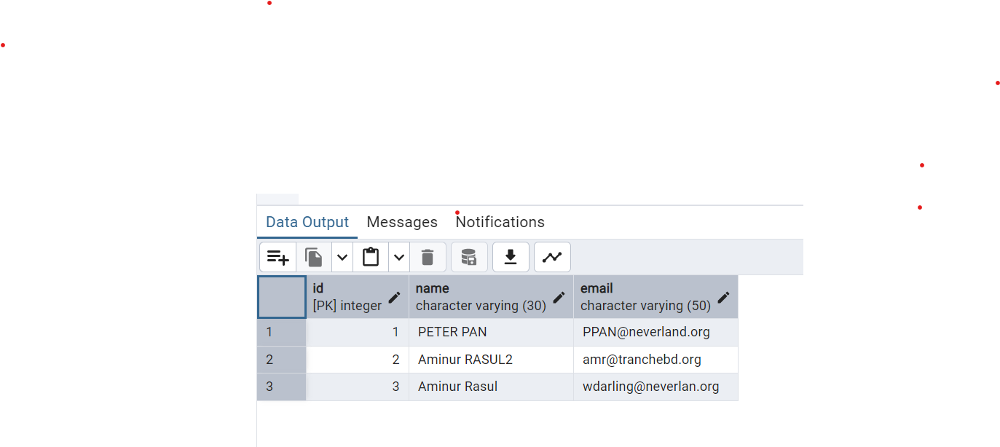 Data Output Messages Notifications
id name email
[PK] integer character varying (30) character varying (50)
1 1 PETER PAN PPAN@neverland.org
2 2 Aminur RASUL2 amr@tranchebd.org
3 3 Aminur Rasul wdarling@neverlan.org